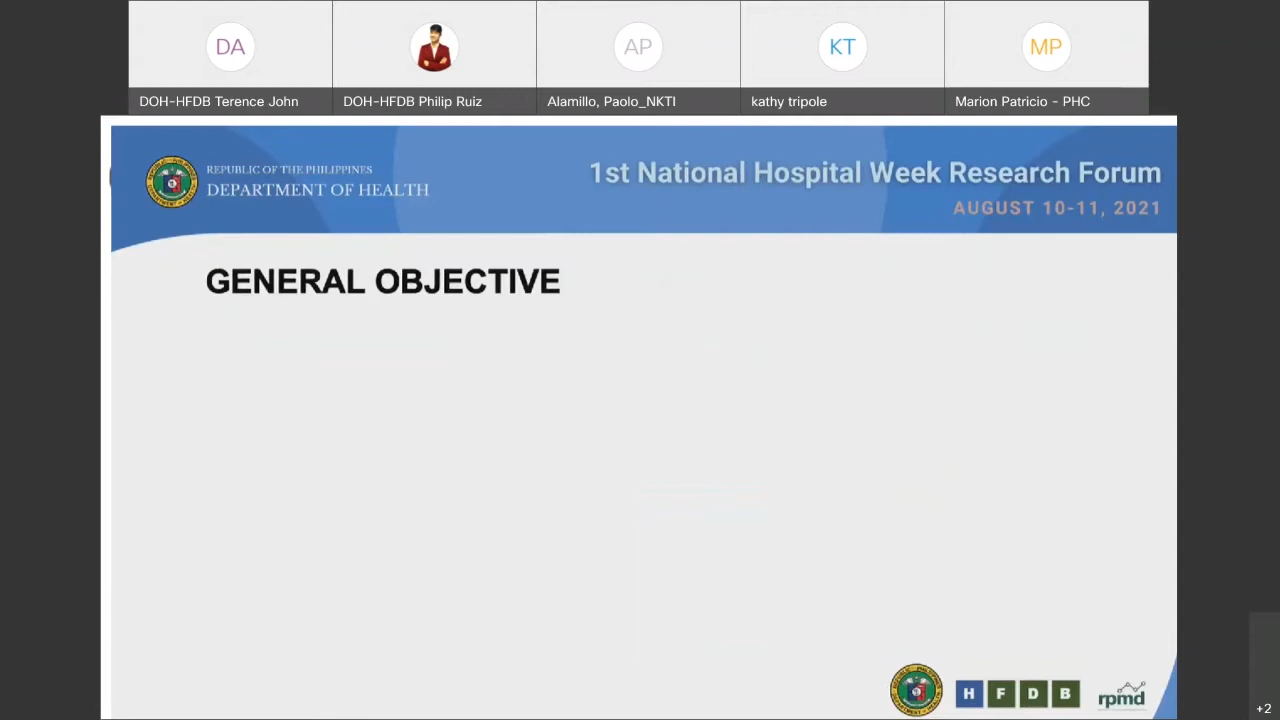 DA
AP
KT
MP
DOH-HFDB Terence John
DOH-HFDB Philip Ruiz
Alamillo, Paolo_NKTI
kathy tripole
Marion Patricio - PHC
REPUBLIC OF THE PHILIPPINES
DEPARTMENT OF HEALTH
1st National Hospital Week Research Forum
AUGUST 10-11, 2021
GENERAL OBJECTIVE
H F D B
rpmd
+2